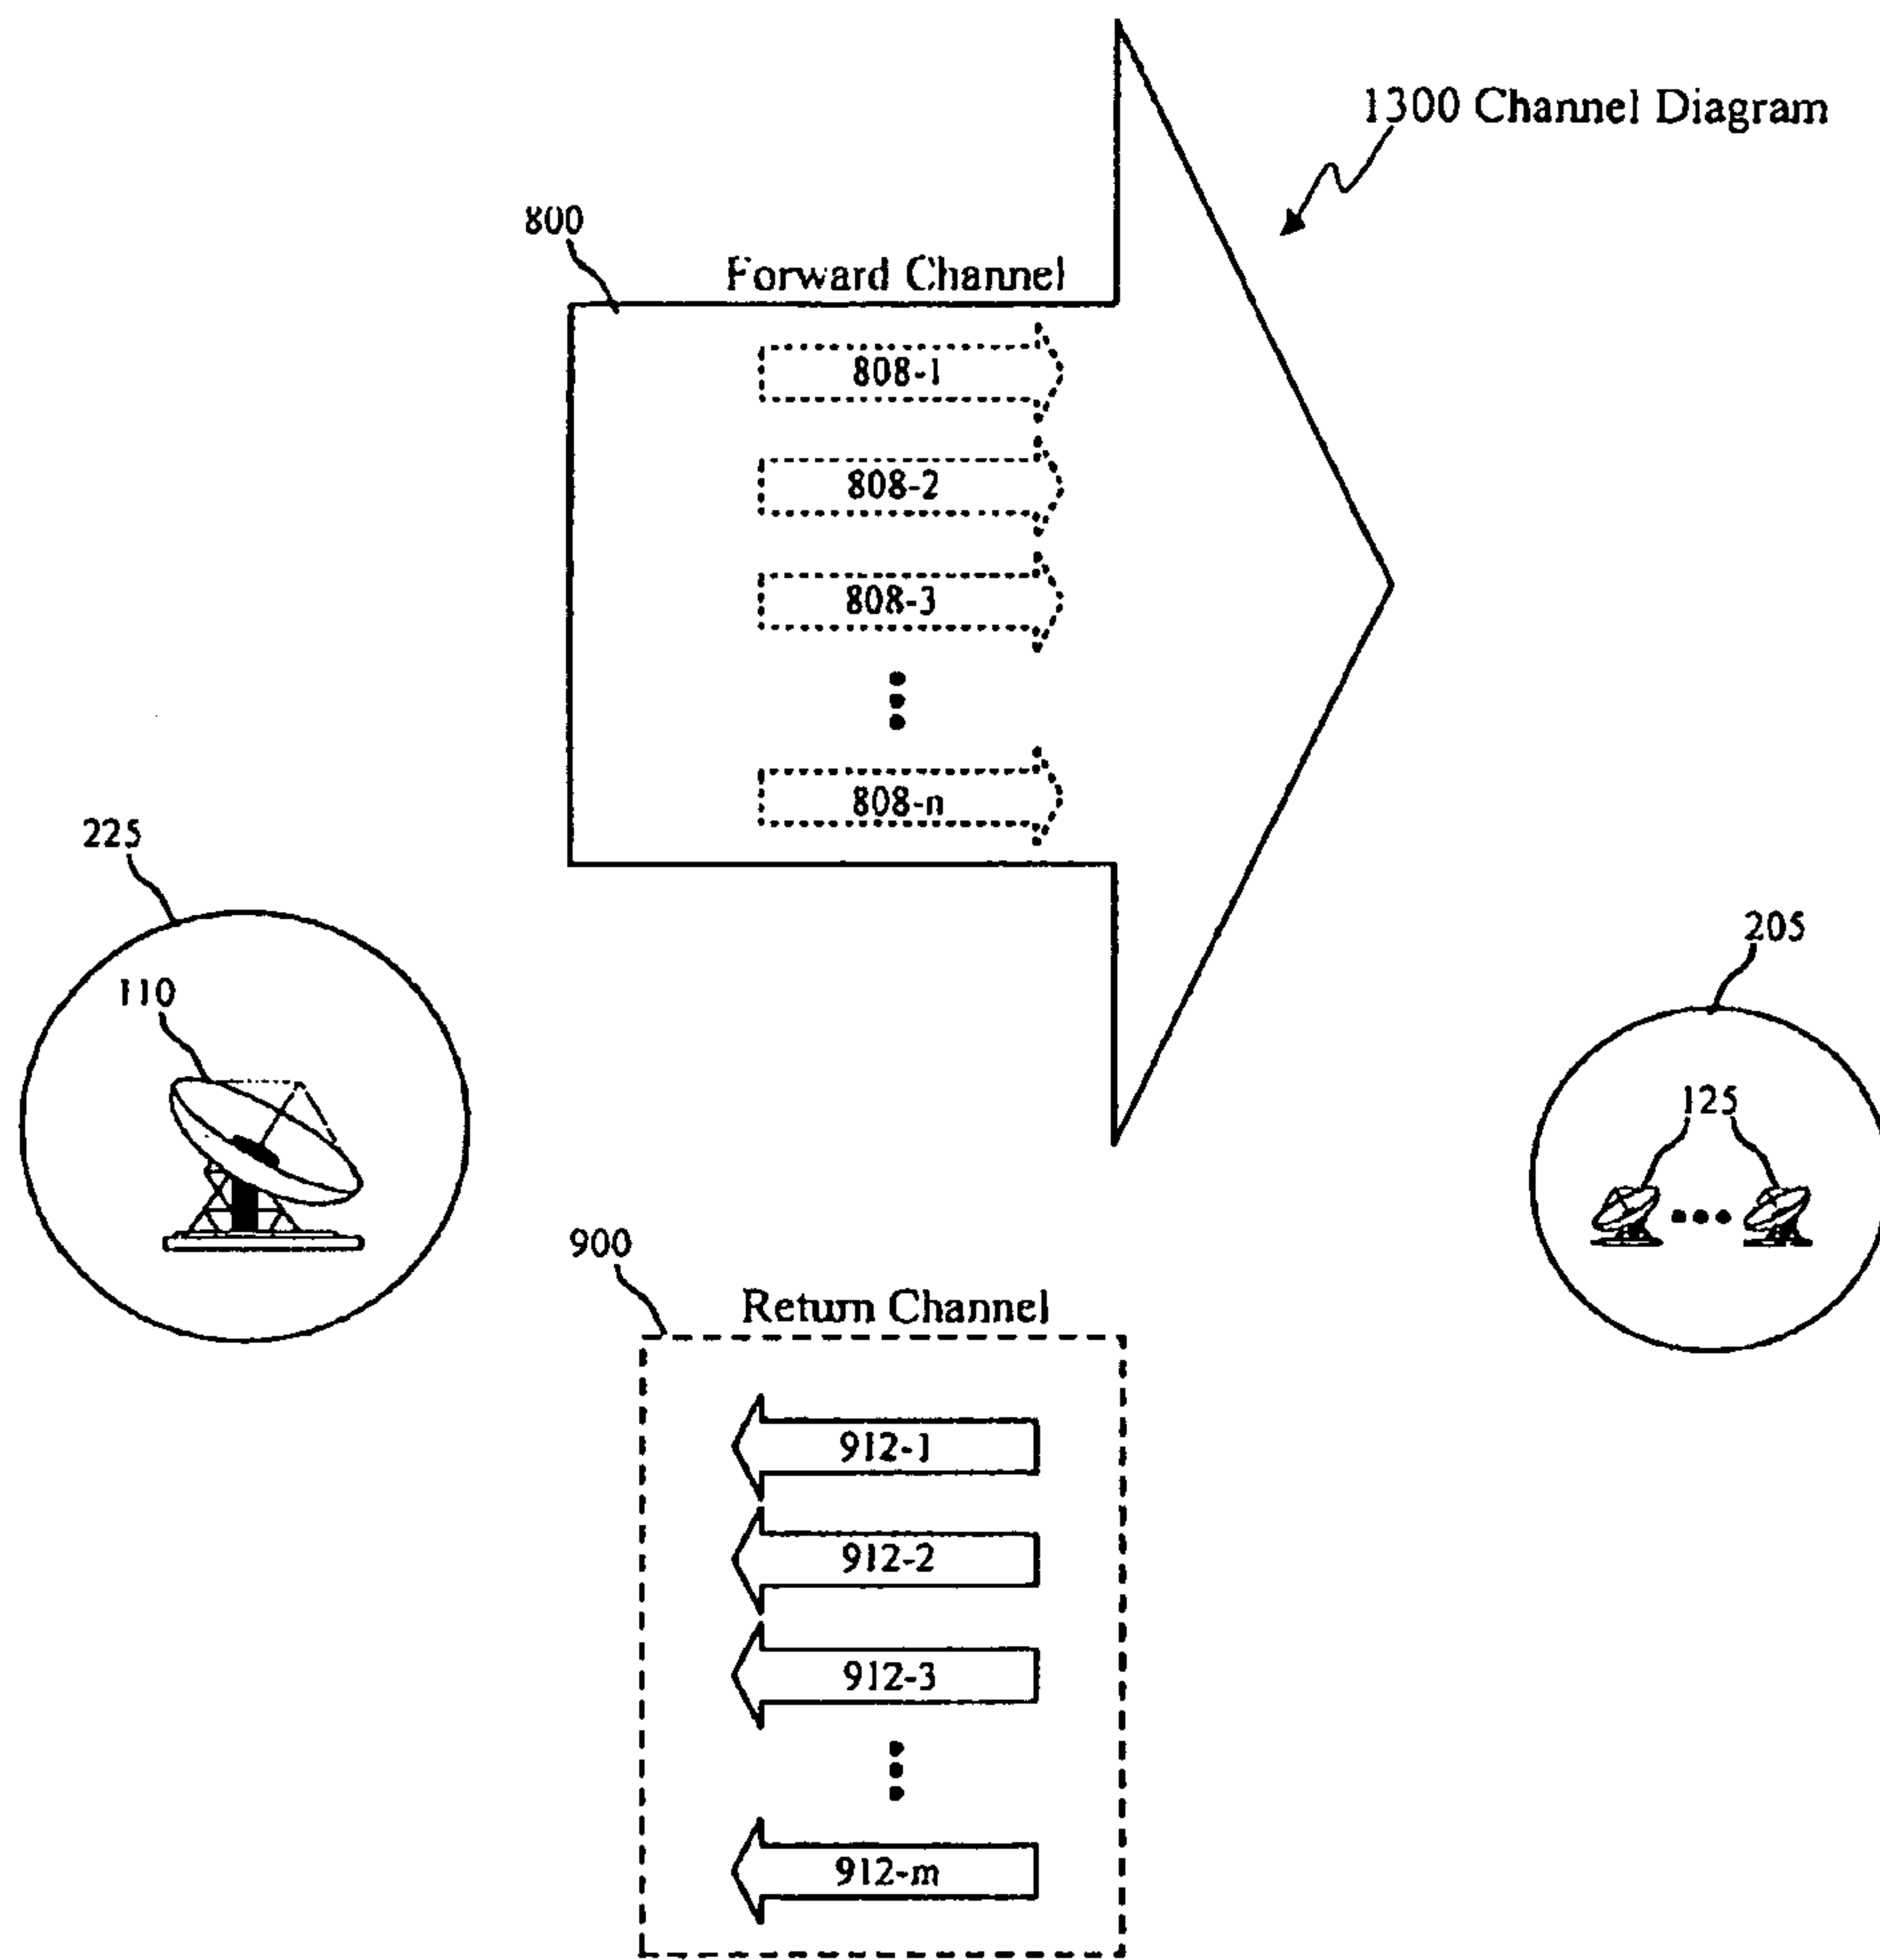 1300 Channel Diagram
800
Forward Channel
808-1
808-2
808-3
808-n
225
110
205
125
900
Return Channel
912-1
912-2
912-3
912-m